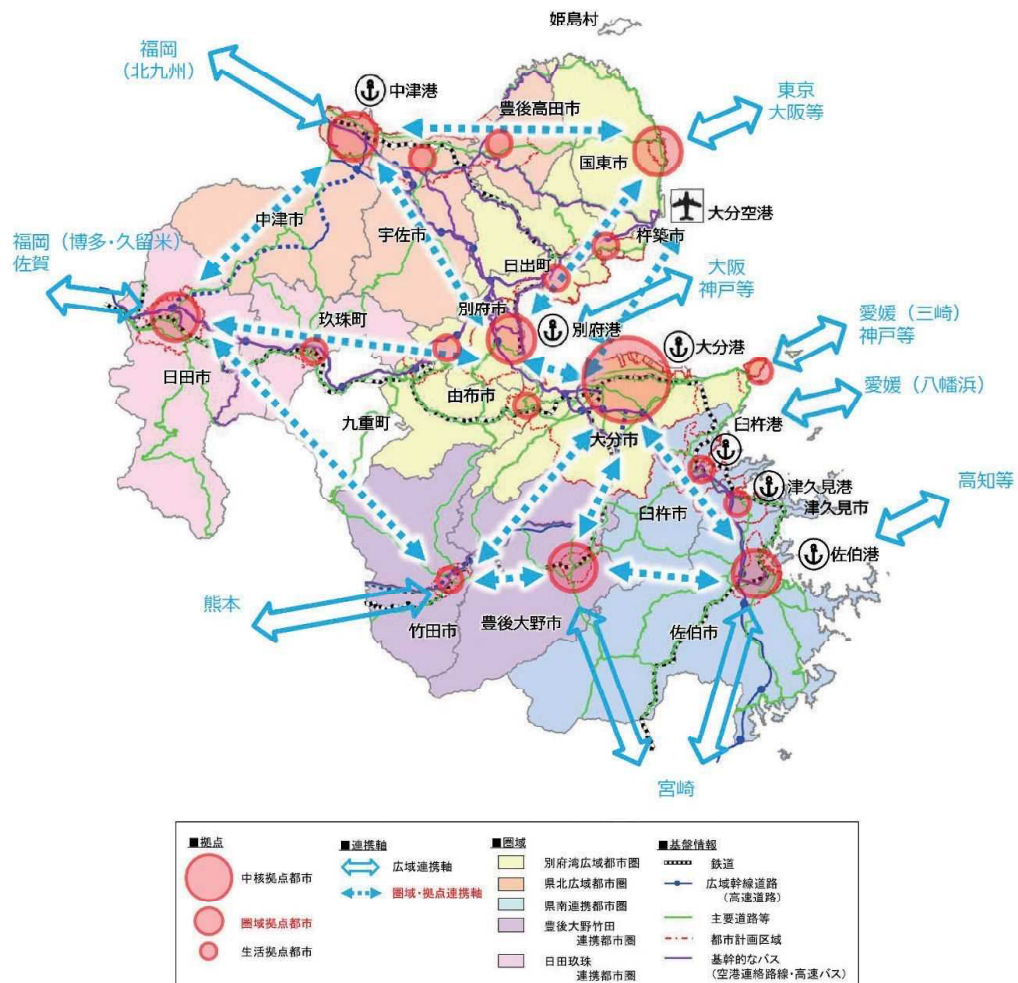 姫島村
福岡
（北九州）
中津港
豊後高田市
東京
大阪等
国東市
大分空港
中津市
宇佐市
杵築市
日出町
福岡（博多・久留米）
佐賀
大阪
神戸等
別府市
別府港
玖珠町
大分港
愛媛（三崎）
神戸等
日田市
由布市
愛媛（八幡浜）
九重町
大分市
臼杵港
津久見港
津久見市
高知等
臼杵市
佐伯港
熊本
竹田市
豊後大野市
佐伯市
宮崎
■拠点
中核拠点都市
圏域拠点都市
生活拠点都市
■連携軸
広域連携軸
圏域・拠点連携軸
■圏域
別府湾広域都市圏
県北広域都市圏
県南連携都市圏
豊後大野竹田
連携都市圏
日田玖珠
連携都市圏
■基盤情報
鉄道
広域幹線道路
（高速道路）
主要道路等
都市計画区域
基幹的なバス
（空港連絡路線・高速バス）